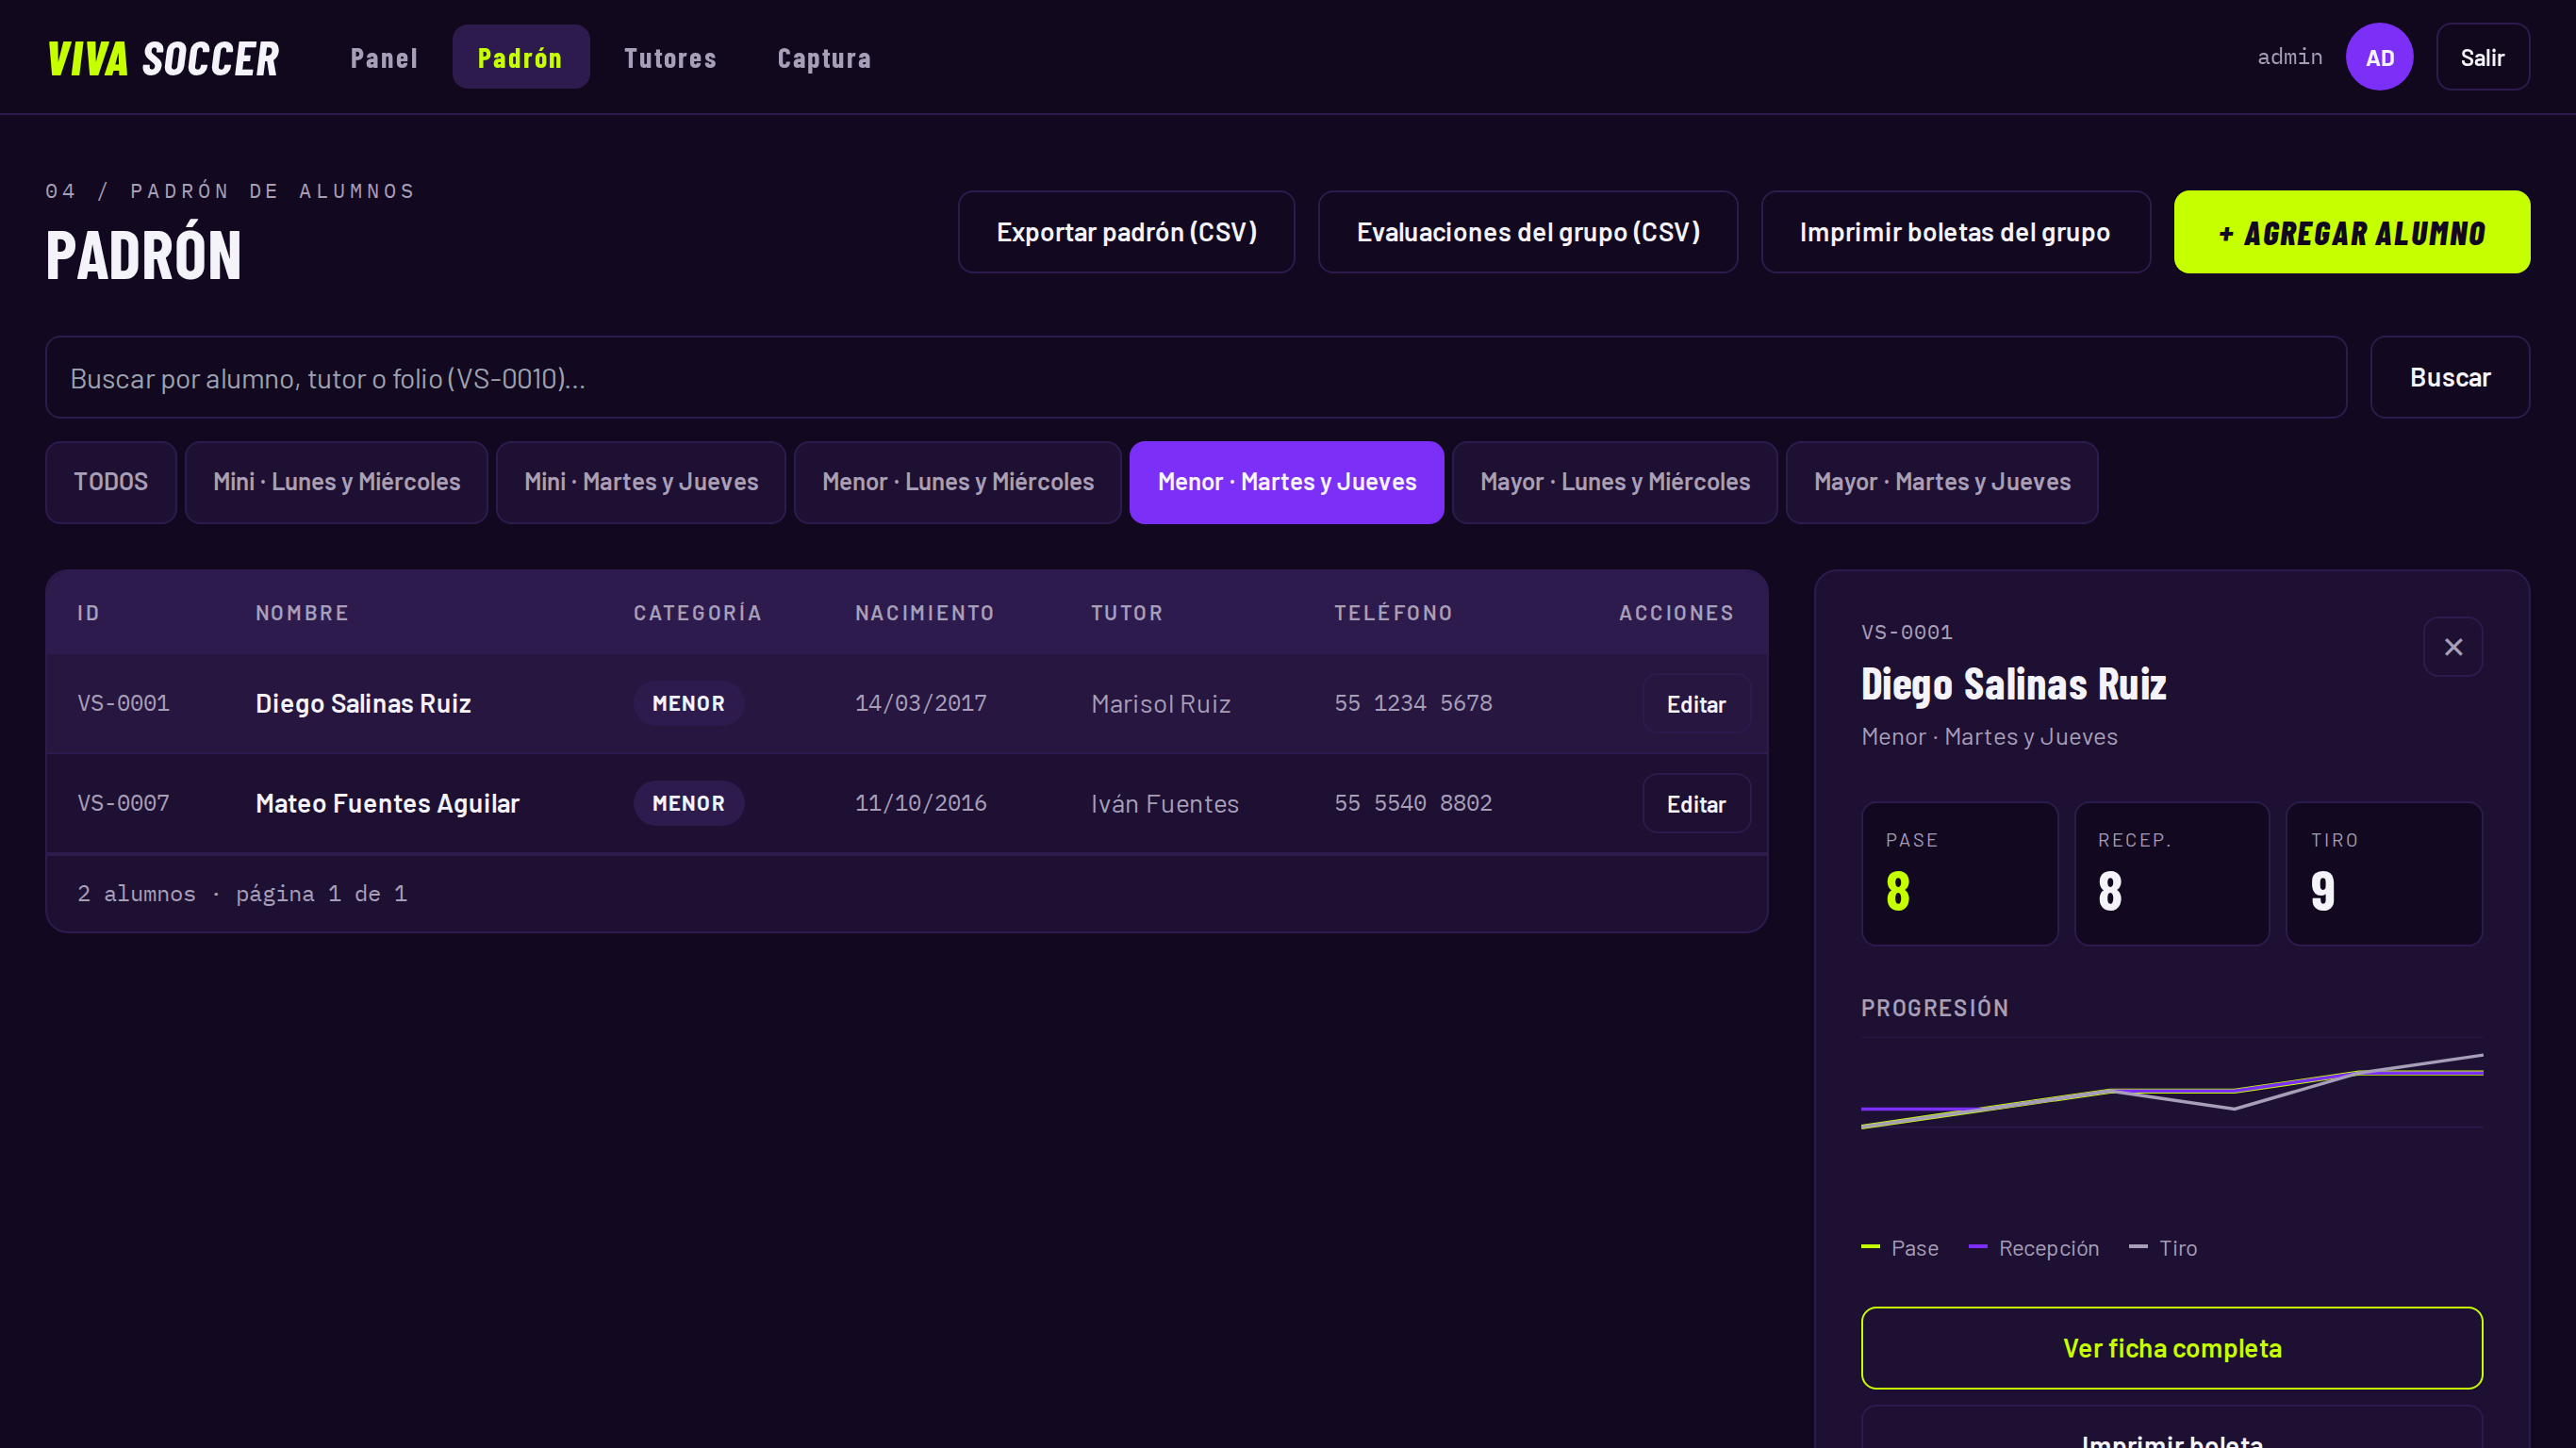 VIVA SOCCER Panel Padrón Tutores Captura admin AD Salir
04 / PADRÓN DE ALUMNOS
PADRÓN
Exportar padrón (CSV) Evaluaciones del grupo (CSV) Imprimir boletas del grupo + AGREGAR ALUMNO
Buscar por alumno, tutor o folio (VS-0010)... Buscar
TODOS Mini · Lunes y Miércoles Mini · Martes y Jueves Menor · Lunes y Miércoles Menor · Martes y Jueves Mayor · Lunes y Miércoles Mayor · Martes y Jueves
ID NOMBRE CATEGORÍA NACIMIENTO TUTOR TELÉFONO ACCIONES
VS-0001 Diego Salinas Ruiz MENOR 14/03/2017 Marisol Ruiz 55 1234 5678 Editar
VS-0007 Mateo Fuentes Aguilar MENOR 11/10/2016 Iván Fuentes 55 5540 8802 Editar
2 alumnos · página 1 de 1
VS-0001 ✕
Diego Salinas Ruiz
Menor · Martes y Jueves
PASE RECEP. TIRO
8 8 9
PROGRESIÓN
Pase Recepción Tiro
Ver ficha completa
Imprimir boleta